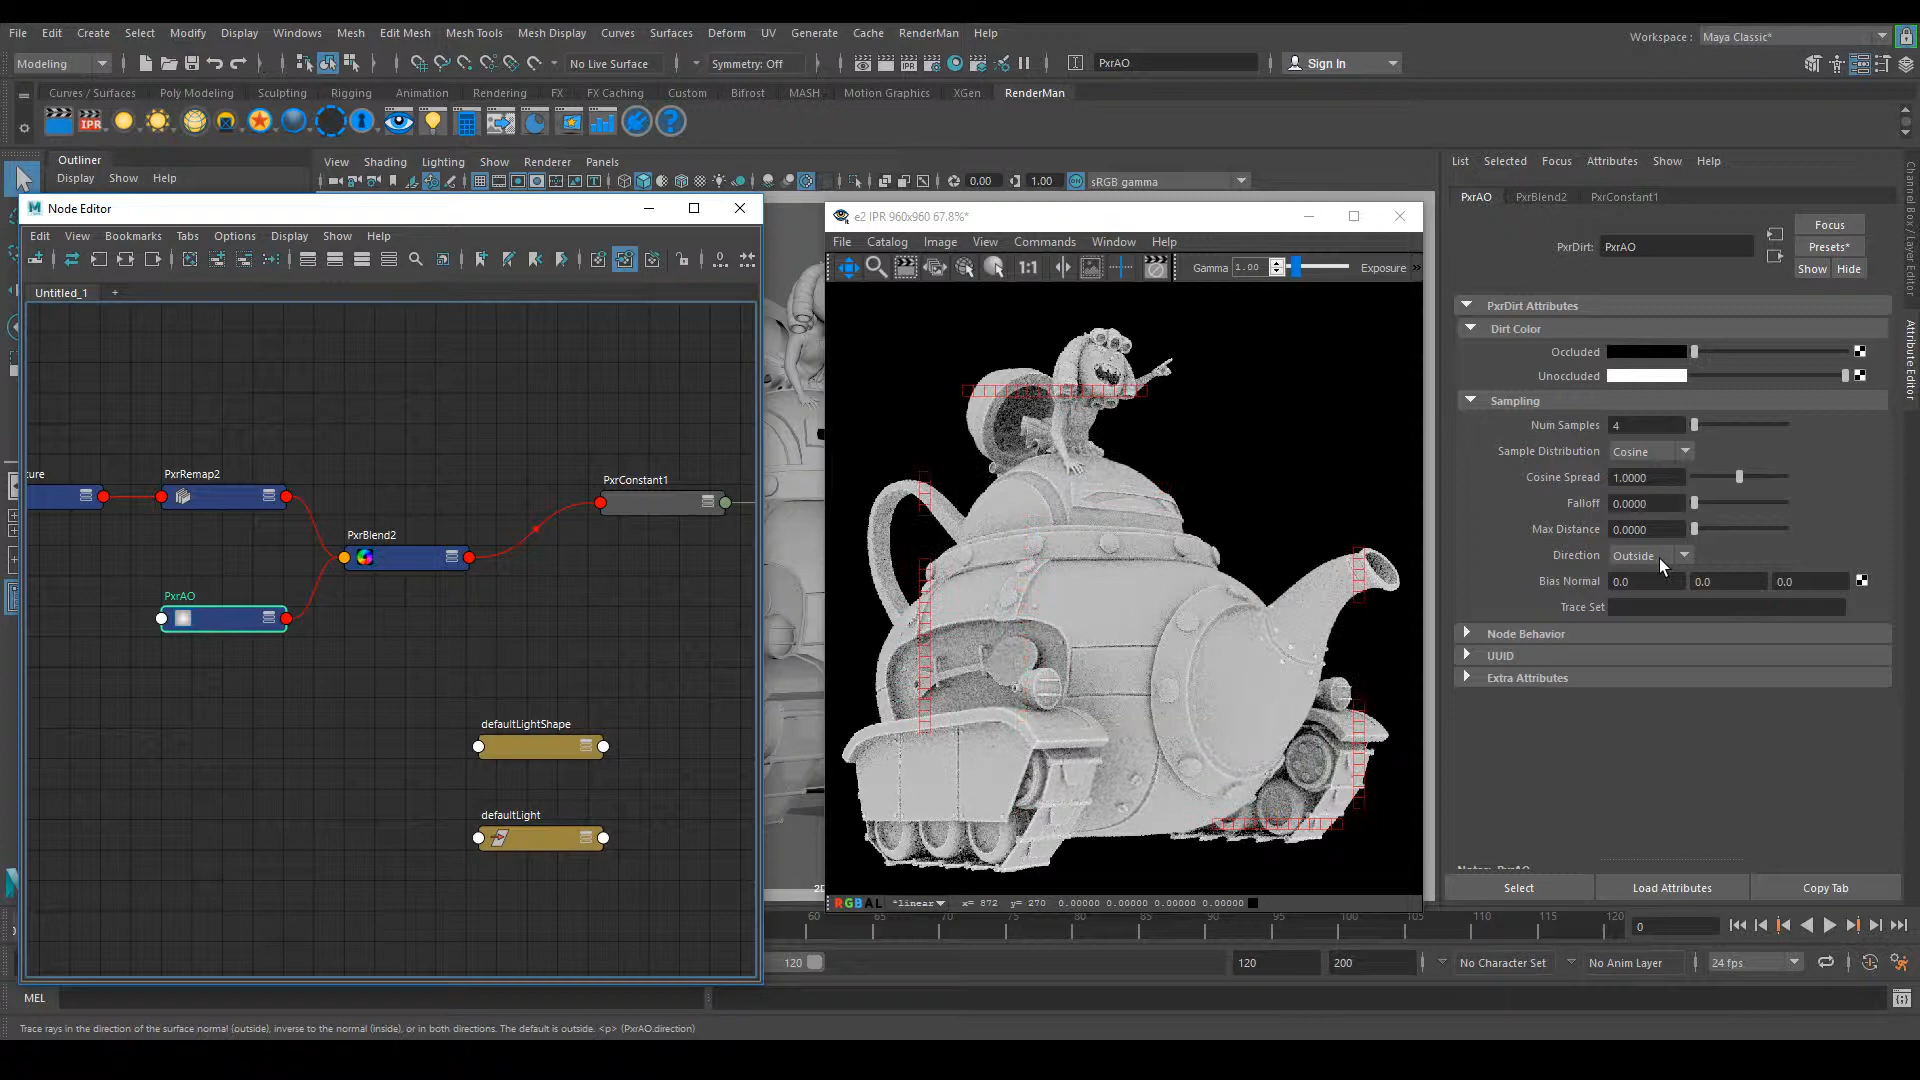 File Edit Create Select Modify Display Windows Mesh Edit Mesh Mesh Tools Mesh Display Curves Surfaces Deform UV Generate Cache RenderMan Help
Workspace : Maya Classic*
Modeling
No Live Surface
Symmetry: Off
IPR
PxrAO
Sign In
Curves / Surfaces Poly Modeling Sculpting Rigging Animation Rendering FX FX Caching Custom Bifrost MASH Motion Graphics XGen RenderMan
IPR
Outliner
Display Show Help
View Shading Lighting Show Renderer Panels
0.00
1.00
sRGB gamma
List Selected Focus Attributes Show Help
PxrAO PxrBlend2 PxrConstant1
Focus
PxrDirt: PxrAO
Presets*
Show Hide
PxrDirt Attributes
Dirt Color
Occluded
Unoccluded
Sampling
Num Samples 4
Sample Distribution Cosine
Cosine Spread 1.0000
Falloff 0.0000
Max Distance 0.0000
Direction Outside
Bias Normal 0.0 0.0 0.0
Trace Set
Node Behavior
UUID
Extra Attributes
Select Load Attributes Copy Tab
Channel Box / Layer Editor
Attribute Editor
Node Editor
Edit View Bookmarks Tabs Options Display Show Help
Untitled_1 +
PxrRemap2
PxrConstant1
PxrBlend2
PxrAO
defaultLightShape
defaultLight
e2 IPR 960x960 67.8%*
File Catalog Image View Commands Window Help
1:1
Gamma 1.00
Exposure »
RGBAL *linear x= 872 y= 270 0.00000 0.00000 0.00000 0.00000
60 65 70 75 80 85 90 95 100 105 110 115 120
0
120
120
200
No Character Set
No Anim Layer
24 fps
MEL
Trace rays in the direction of the surface normal (outside), inverse to the normal (inside), or in both directions. The default is outside. <p> (PxrAO.direction)